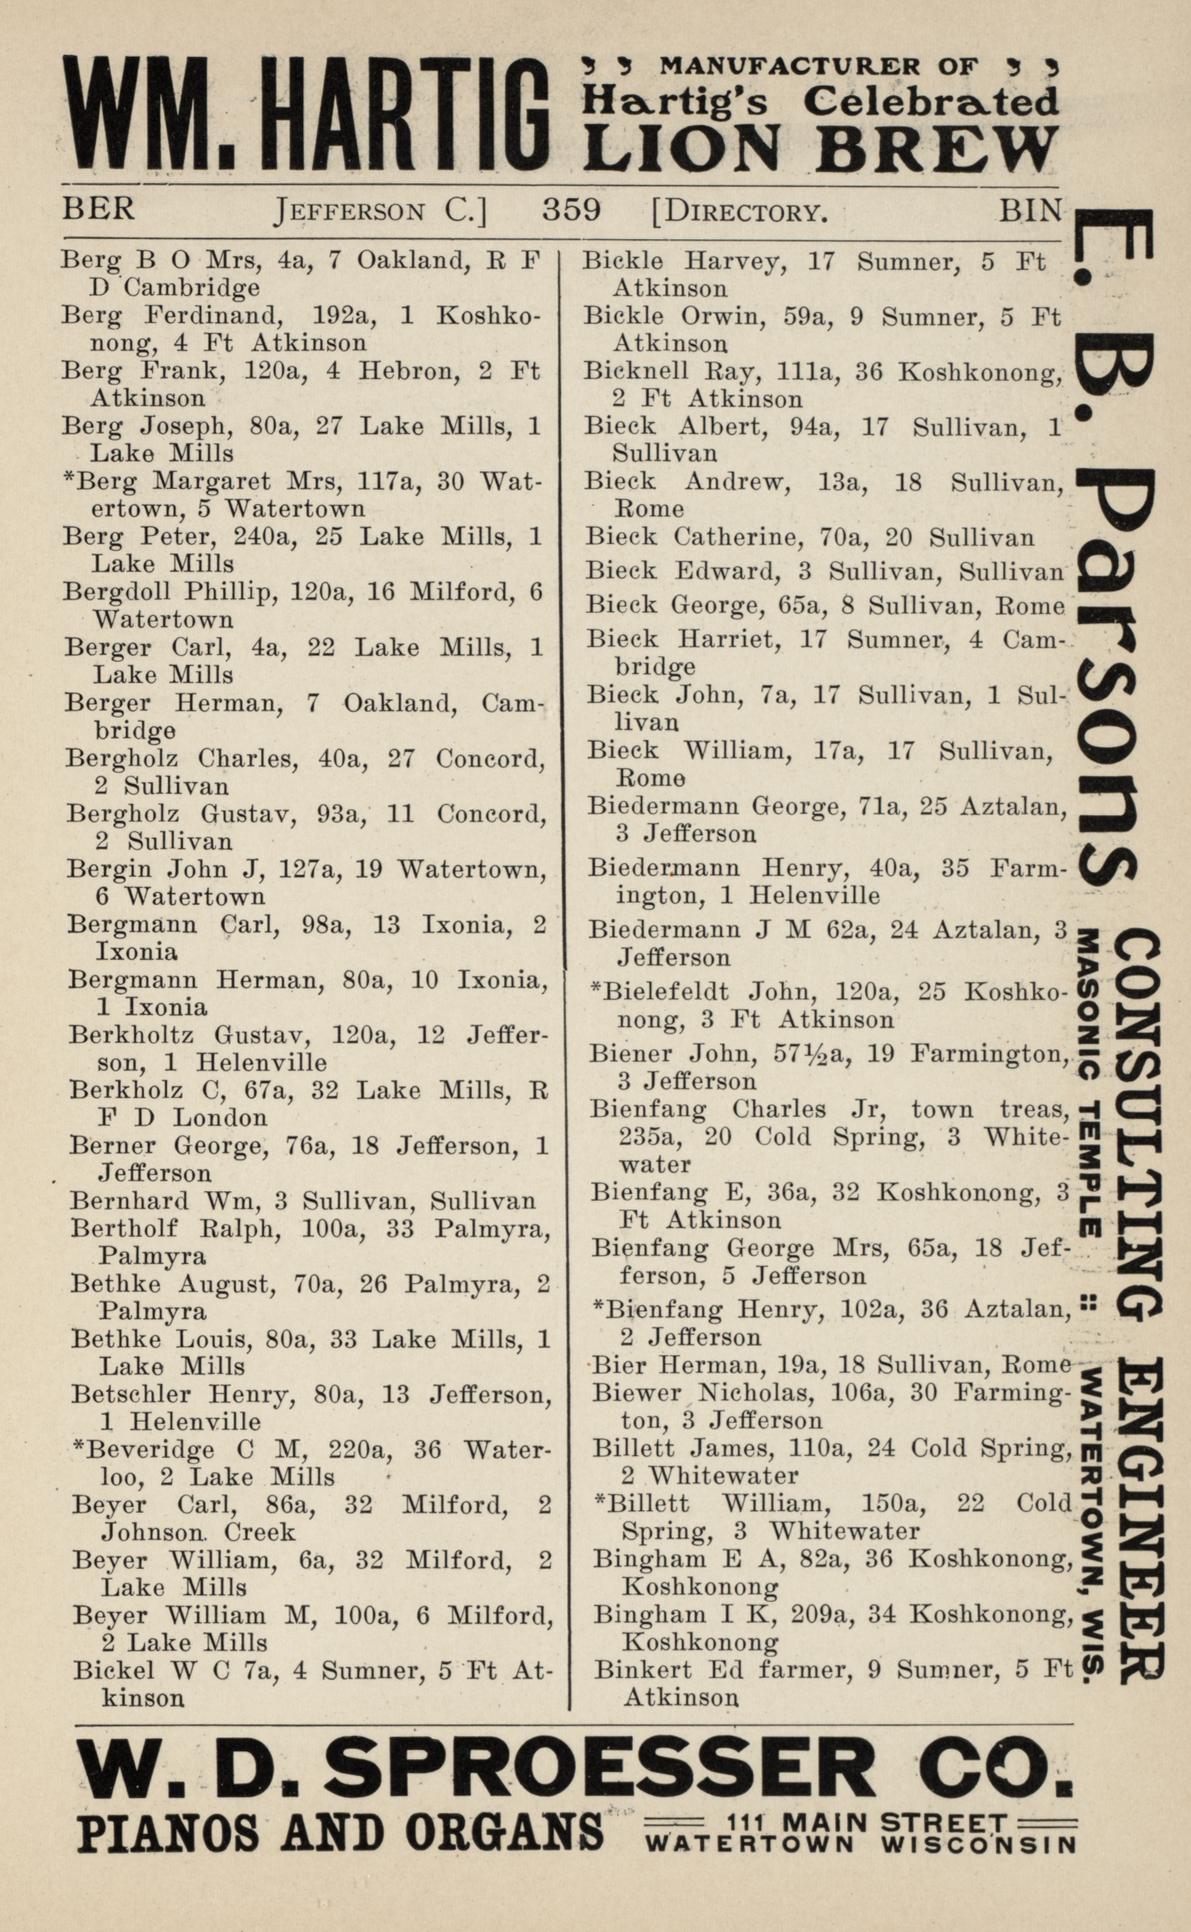 WM. HARTIG
MANUFACTURER OF
Hartig's Celebrated
LION BREW
BER JEFFERSON C.] 359 [DIRECTORY. BIN
Berg B O Mrs, 4a, 7 Oakland, R F
D Cambridge
Berg Ferdinand, 192a, 1 Koshko-
nong, 4 Ft Atkinson
Berg Frank, 120a, 4 Hebron, 2 Ft
Atkinson
Berg Joseph, 80a, 27 Lake Mills, 1
Lake Mills
*Berg Margaret Mrs, 117a, 30 Wat-
ertown, 5 Watertown
Berg Peter, 240a, 25 Lake Mills, 1
Lake Mills
Bergdoll Phillip, 120a, 16 Milford, 6
Watertown
Berger Carl, 4a, 22 Lake Mills, 1
Lake Mills
Berger Herman, 7 Oakland, Cam-
bridge
Bergholz Charles, 40a, 27 Concord,
2 Sullivan
Bergholz Gustav, 93a, 11 Concord,
2 Sullivan
Bergin John J, 127a, 19 Watertown,
6 Watertown
Bergmann Carl, 98a, 13 Ixonia, 2
Ixonia
Bergmann Herman, 80a, 10 Ixonia,
1 Ixonia
Berkholtz Gustav, 120a, 12 Jeffer-
son, 1 Helenville
Berkholz C, 67a, 32 Lake Mills, R
F D London
Berner George, 76a, 18 Jefferson, 1
Jefferson
Bernhard Wm, 3 Sullivan, Sullivan
Bertholf Ralph, 100a, 33 Palmyra,
Palmyra
Bethke August, 70a, 26 Palmyra, 2
Palmyra
Bethke Louis, 80a, 33 Lake Mills, 1
Lake Mills
Betschler Henry, 80a, 13 Jefferson,
1 Helenville
*Beveridge C M, 220a, 36 Water-
loo, 2 Lake Mills
Beyer Carl, 86a, 32 Milford, 2
Johnson. Creek
Beyer William, 6a, 32 Milford, 2
Lake Mills
Beyer William M, 100a, 6 Milford,
2 Lake Mills
Bickel W C 7a, 4 Sumner, 5 Ft At-
kinson
Bickle Harvey, 17 Sumner, 5 Ft
Atkinson
Bickle Orwin, 59a, 9 Sumner, 5 Ft
Atkinson
Bicknell Ray, 111a, 36 Koshkonong,
2 Ft Atkinson
Bieck Albert, 94a, 17 Sullivan, 1
Sullivan
Bieck Andrew, 13a, 18 Sullivan,
Rome
Bieck Catherine, 70a, 20 Sullivan
Bieck Edward, 3 Sullivan, Sullivan
Bieck George, 65a, 8 Sullivan, Rome
Bieck Harriet, 17 Sumner, 4 Cam-
bridge
Bieck John, 7a, 17 Sullivan, 1 Sul-
livan
Bieck William, 17a, 17 Sullivan,
Rome
Biedermann George, 71a, 25 Aztalan,
3 Jefferson
Biedermann Henry, 40a, 35 Farm-
ington, 1 Helenville
Biedermann J M 62a, 24 Aztalan, 3
Jefferson
*Bielefeldt John, 120a, 25 Koshko-
nong, 3 Ft Atkinson
Biener John, 57½a, 19 Farmington,
3 Jefferson
Bienfang Charles Jr, town treas,
235a, 20 Cold Spring, 3 White-
water
Bienfang E, 36a, 32 Koshkonong, 3
Ft Atkinson
Bienfang George Mrs, 65a, 18 Jef-
ferson, 5 Jefferson
*Bienfang Henry, 102a, 36 Aztalan,
2 Jefferson
Bier Herman, 19a, 18 Sullivan, Rome
Biewer Nicholas, 106a, 30 Farming-
ton, 3 Jefferson
Billett James, 110a, 24 Cold Spring,
2 Whitewater
*Billett William, 150a, 22 Cold
Spring, 3 Whitewater
Bingham E A, 82a, 36 Koshkonong,
Koshkonong
Bingham I K, 209a, 34 Koshkonong,
Koshkonong
Binkert Ed farmer, 9 Sumner, 5 Ft
Atkinson
E. B. Parsons
CONSULTING ENGINEER
MASONIC TEMPLE :: WATERTOWN, WIS.
W. D. SPROESSER CO.
PIANOS AND ORGANS
111 MAIN STREET
WATERTOWN WISCONSIN